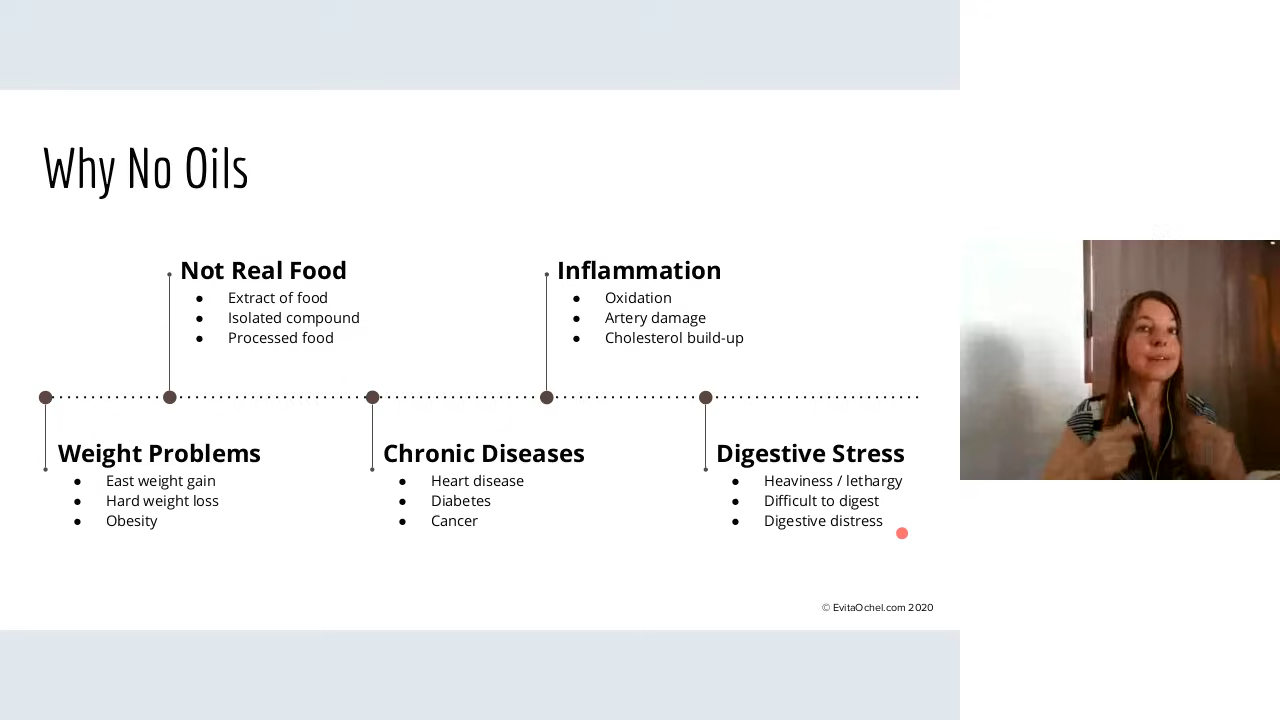 Why No Oils
Not Real Food
● Extract of food
● Isolated compound
● Processed food
Inflammation
● Oxidation
● Artery damage
● Cholesterol build-up
Weight Problems
● East weight gain
● Hard weight loss
● Obesity
Chronic Diseases
● Heart disease
● Diabetes
● Cancer
Digestive Stress
● Heaviness / lethargy
● Difficult to digest
● Digestive distress
© EvitaOchel.com 2020